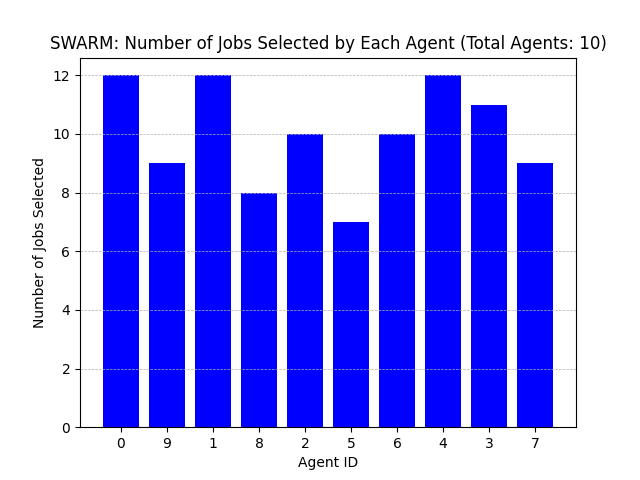 SWARM: Number of Jobs Selected by Each Agent (Total Agents: 10)
12
10
8
6
4
2
0
Number of Jobs Selected
0 9 1 8 2 5 6 4 3 7
Agent ID